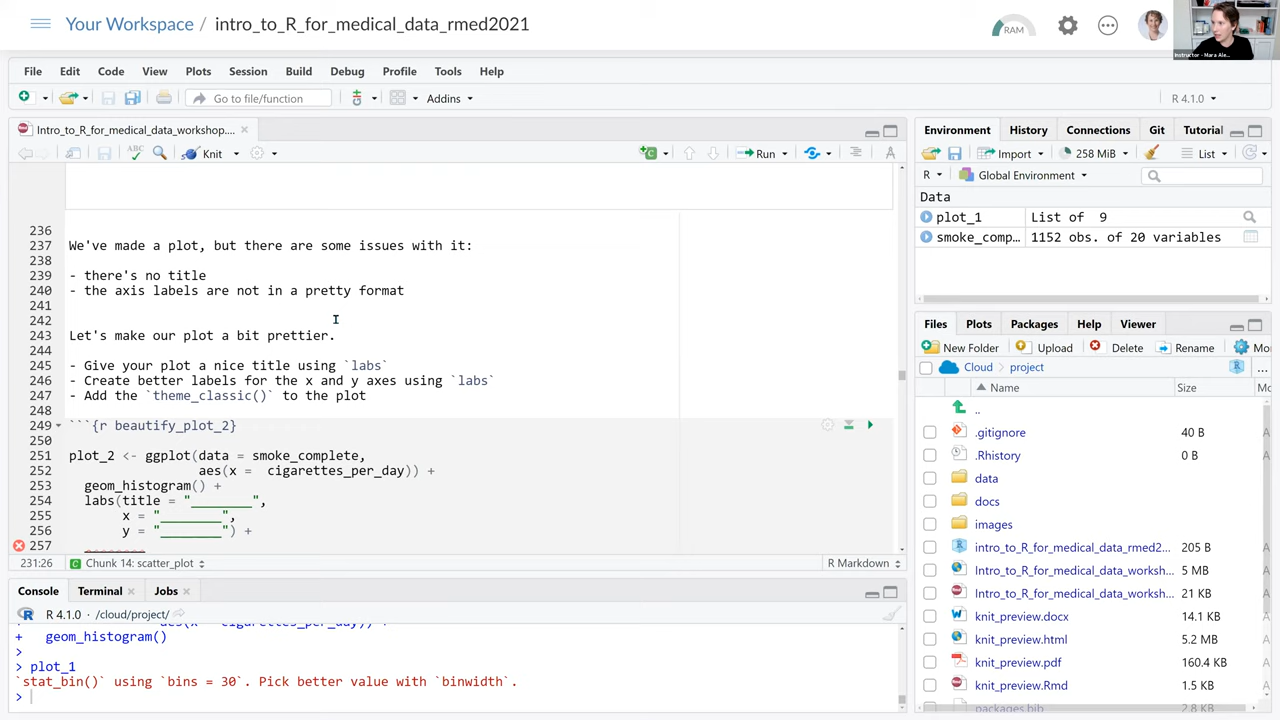 Your Workspace / intro_to_R_for_medical_data_rmed2021
RAM
Instructor - Mara Ale...
File Edit Code View Plots Session Build Debug Profile Tools Help
Go to file/function
Addins
R 4.1.0
Intro_to_R_for_medical_data_workshop....
Knit
Run
236
237 We've made a plot, but there are some issues with it:
238
239 - there's no title
240 - the axis labels are not in a pretty format
241
242
243 Let's make our plot a bit prettier.
244
245 - Give your plot a nice title using `labs`
246 - Create better labels for the x and y axes using `labs`
247 - Add the `theme_classic()` to the plot
248
249 ```{r beautify_plot_2}
250
251 plot_2 <- ggplot(data = smoke_complete,
252 aes(x = cigarettes_per_day)) +
253 geom_histogram() +
254 labs(title = "________",
255 x = "________",
256 y = "________") +
257 ________
231:26 Chunk 14: scatter_plot R Markdown
Console Terminal Jobs
R 4.1.0 · /cloud/project/
aes(x = cigarettes_per_day)) +
+ geom_histogram()
>
> plot_1
`stat_bin()` using `bins = 30`. Pick better value with `binwidth`.
>
Environment History Connections Git Tutorial
Import 258 MiB List
R Global Environment
Data
plot_1 List of 9
smoke_comp... 1152 obs. of 20 variables
Files Plots Packages Help Viewer
New Folder Upload Delete Rename Mo
Cloud project ...
Name Size
..
.gitignore 40 B
.Rhistory 0 B
data
docs
images
intro_to_R_for_medical_data_rmed2... 205 B
Intro_to_R_for_medical_data_worksh... 5 MB
Intro_to_R_for_medical_data_worksh... 21 KB
knit_preview.docx 14.1 KB
knit_preview.html 5.2 MB
knit_preview.pdf 160.4 KB
knit_preview.Rmd 1.5 KB
packages.bib 2.8 KB